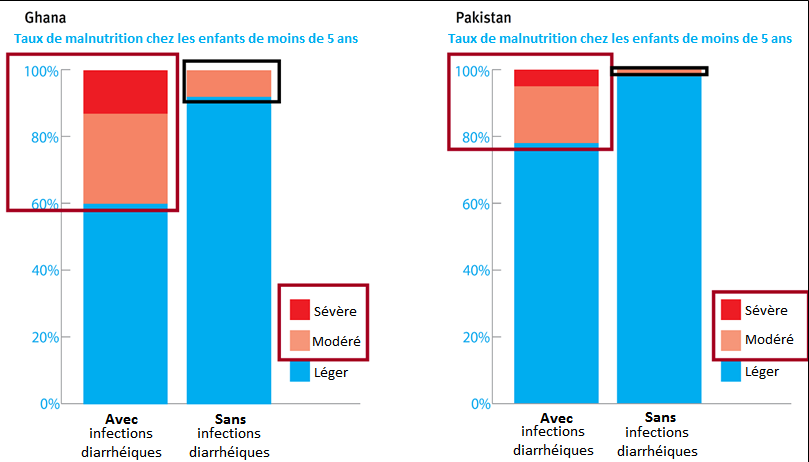 Ghana
Taux de malnutrition chez les enfants de moins de 5 ans
100%
80%
60%
40%
20%
0%
Sévère
Modéré
Léger
Avec
infections
diarrhéiques
Sans
infections
diarrhéiques
Pakistan
Taux de malnutrition chez les enfants de moins de 5 ans
100%
80%
60%
40%
20%
0%
Sévère
Modéré
Léger
Avec
infections
diarrhéiques
Sans
infections
diarrhéiques